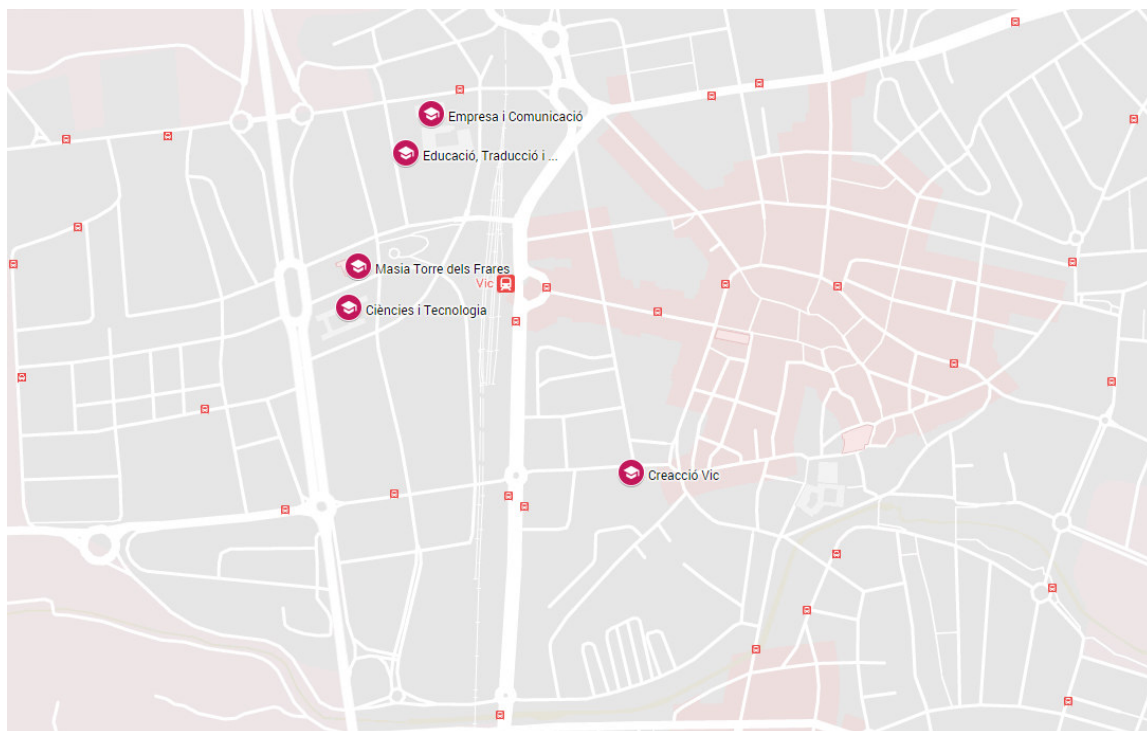 Empresa i Comunicació
Educació, Traducció i ...
Masia Torre dels Frares
Vic
Ciències i Tecnologia
Creacció Vic